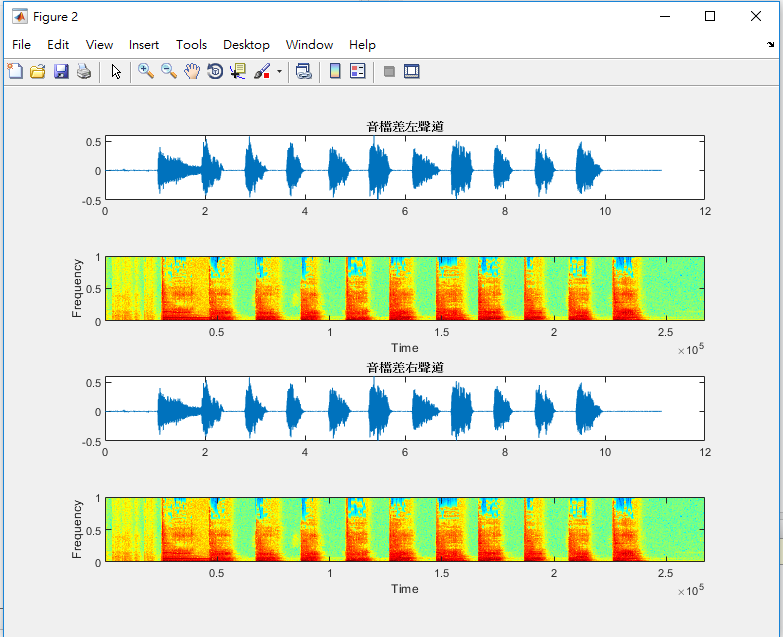 Figure 2
File Edit View Insert Tools Desktop Window Help
音檔差左聲道
0.5
0
-0.5
0 2 4 6 8 10 12
Frequency
1
0.5
0
0.5 1 1.5 2 2.5
Time
×10^5
音檔差右聲道
0.5
0
-0.5
0 2 4 6 8 10 12
Frequency
1
0.5
0
0.5 1 1.5 2 2.5
Time
×10^5